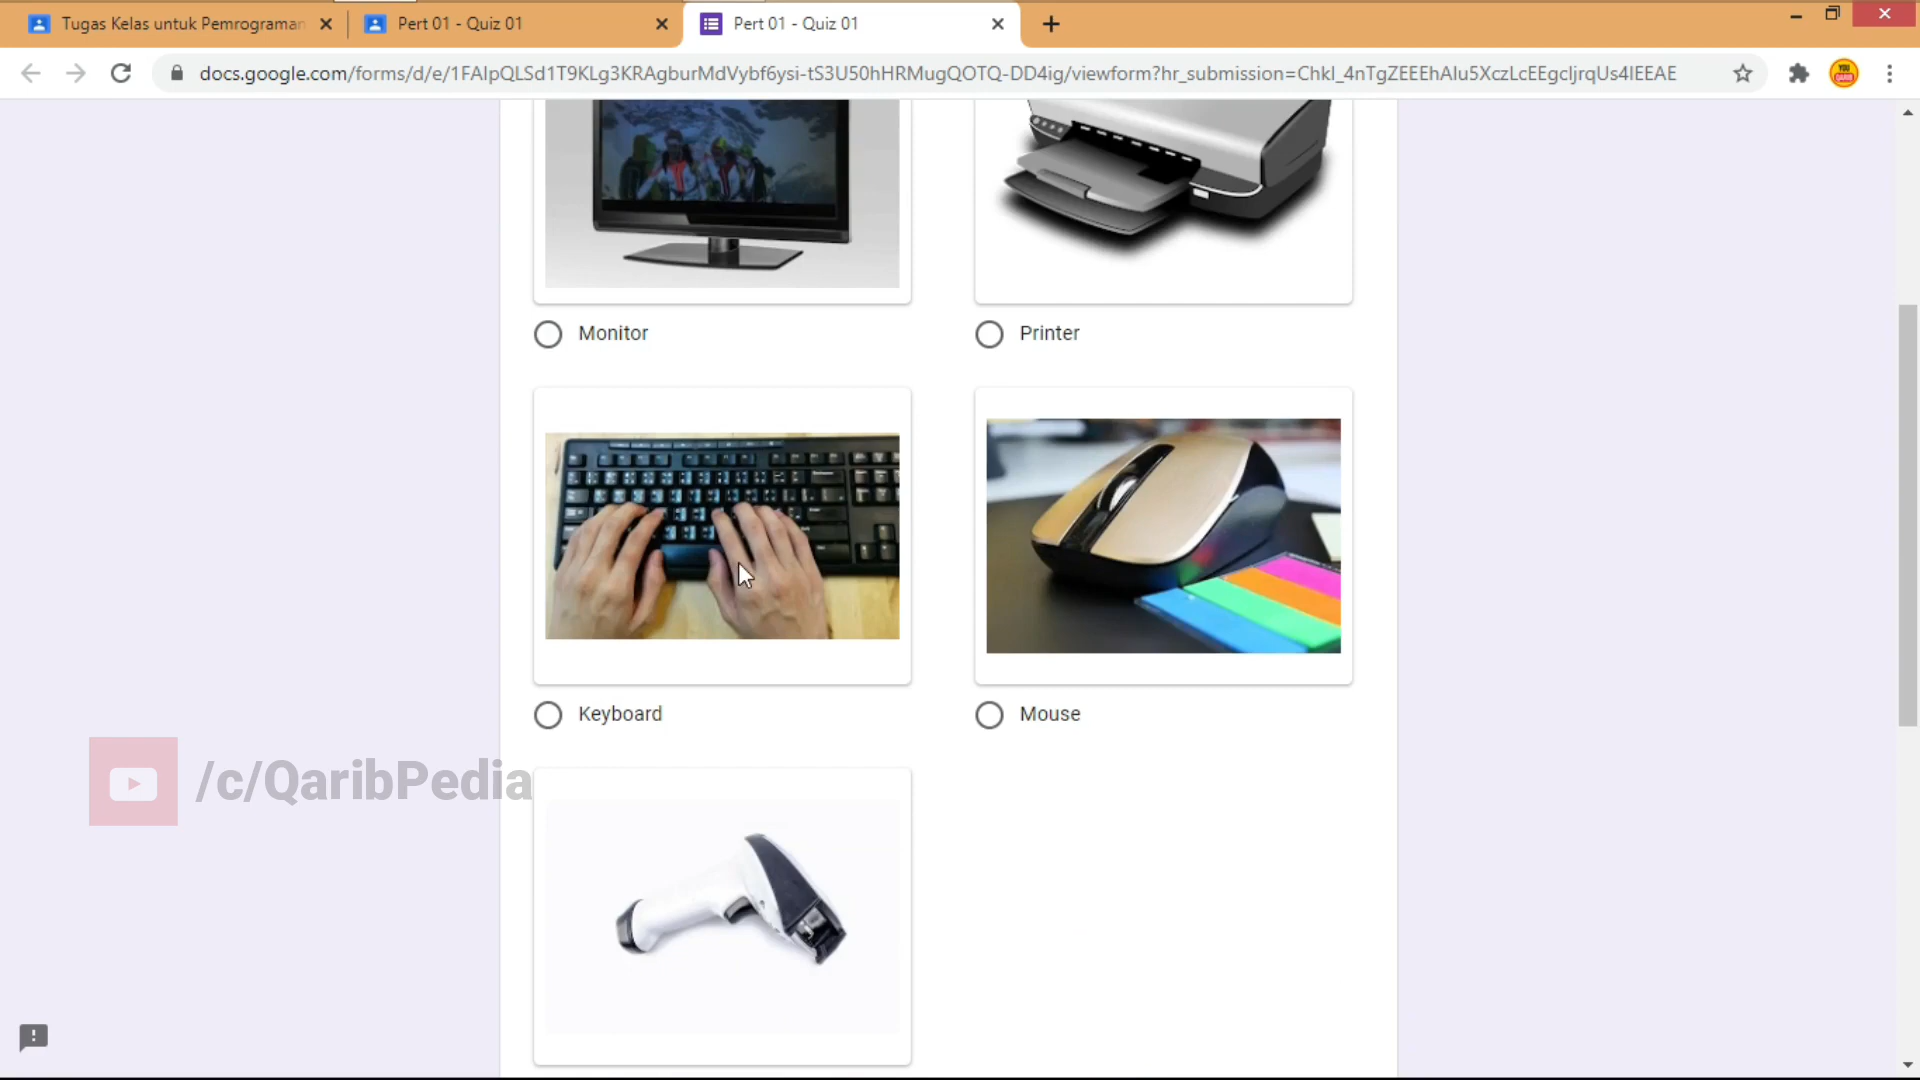 Tugas Kelas untuk Pemrograman
Pert 01 - Quiz 01
Pert 01 - Quiz 01
docs.google.com/forms/d/e/1FAIpQLSd1T9KLg3KRAgburMdVybf6ysi-tS3U50hHRMugQOTQ-DD4ig/viewform?hr_submission=ChkI_4nTgZEEEhAIu5XczLcEEgcIjrqUs4IEEAE
Monitor
Printer
Keyboard
Mouse
/c/QaribPedia